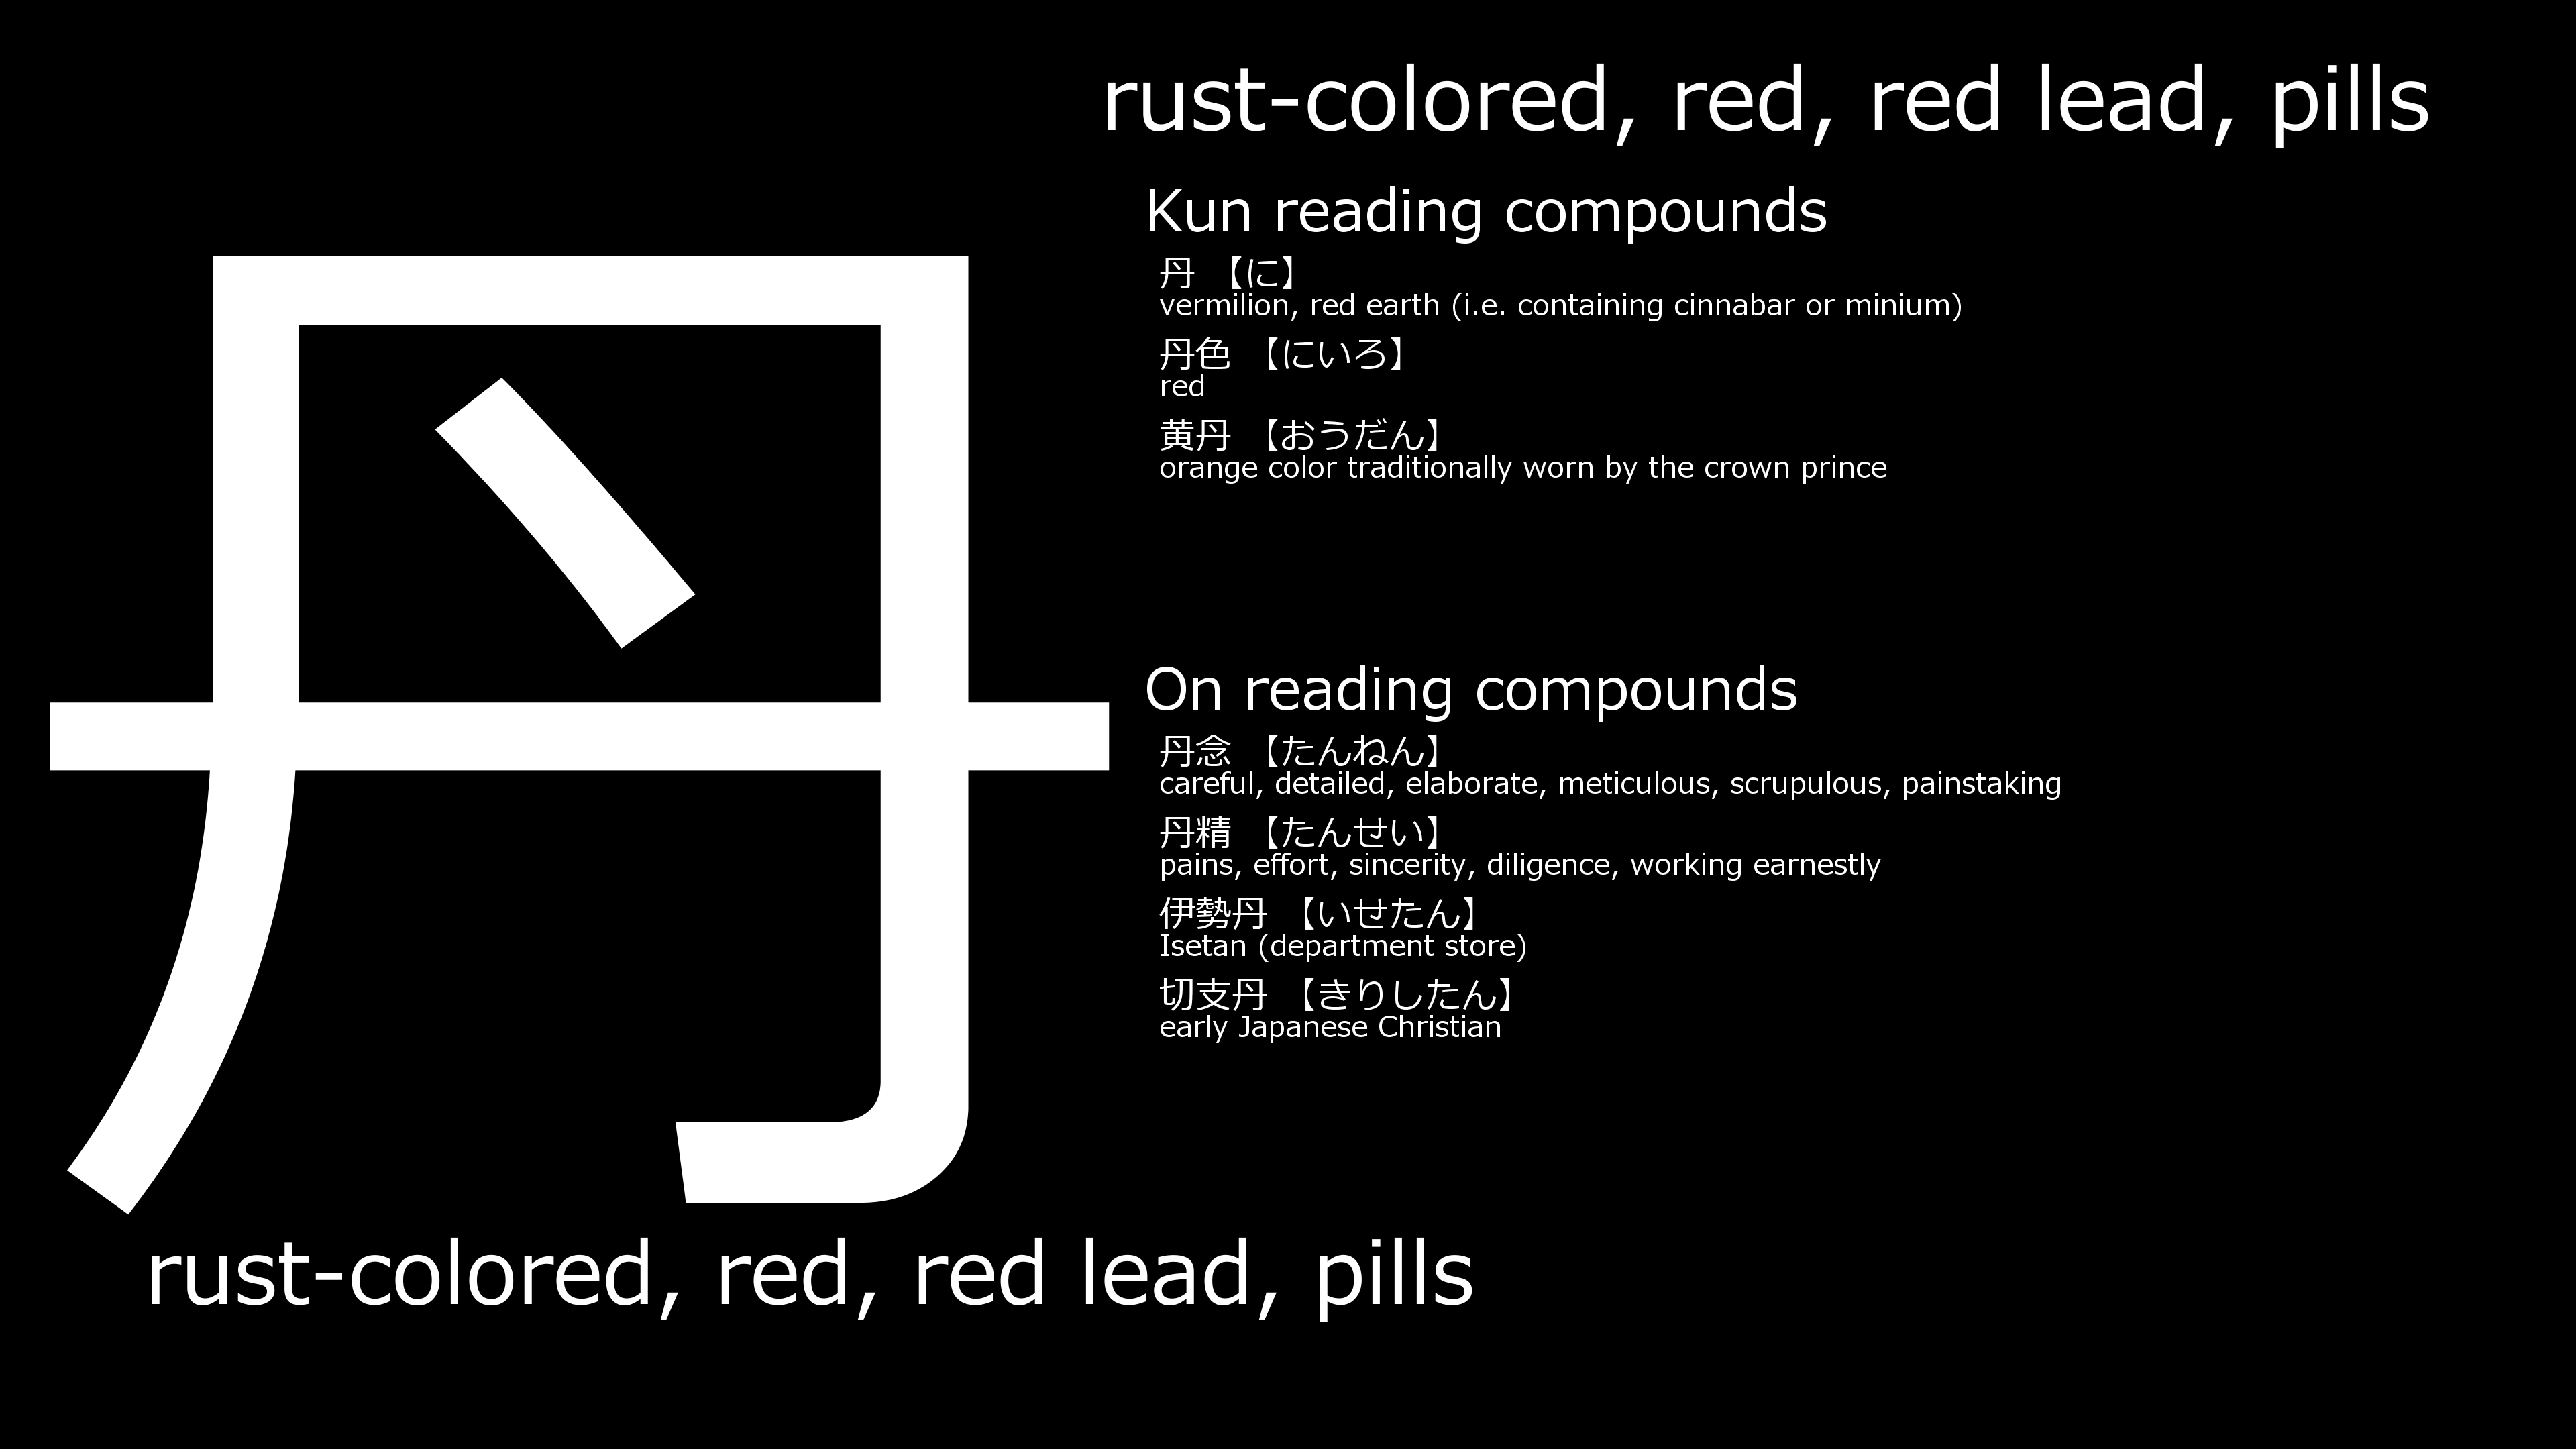 rust-colored, red, red lead, pills
丹
Kun reading compounds
丹 【に】
vermilion, red earth (i.e. containing cinnabar or minium)
丹色 【にいろ】
red
黄丹 【おうだん】
orange color traditionally worn by the crown prince
On reading compounds
丹念 【たんねん】
careful, detailed, elaborate, meticulous, scrupulous, painstaking
丹精 【たんせい】
pains, effort, sincerity, diligence, working earnestly
伊勢丹 【いせたん】
Isetan (department store)
切支丹 【きりしたん】
early Japanese Christian
rust-colored, red, red lead, pills